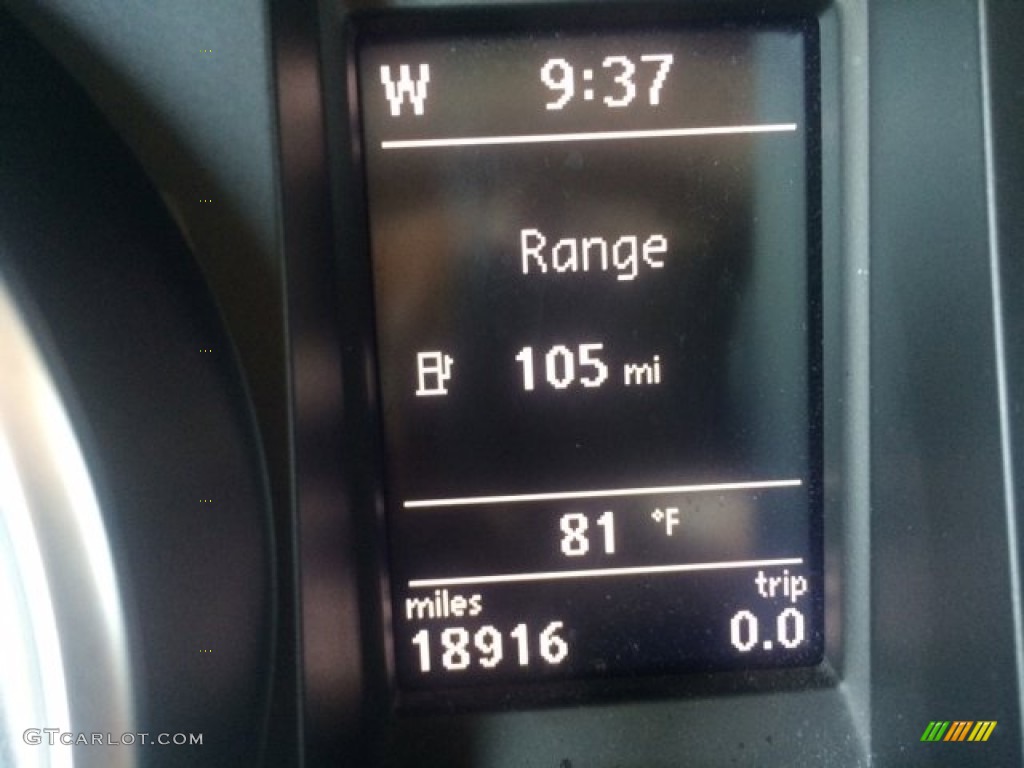 W 9:37
Range
105 mi
81 °F
miles trip
18916 0.0
GTCARLOT.COM